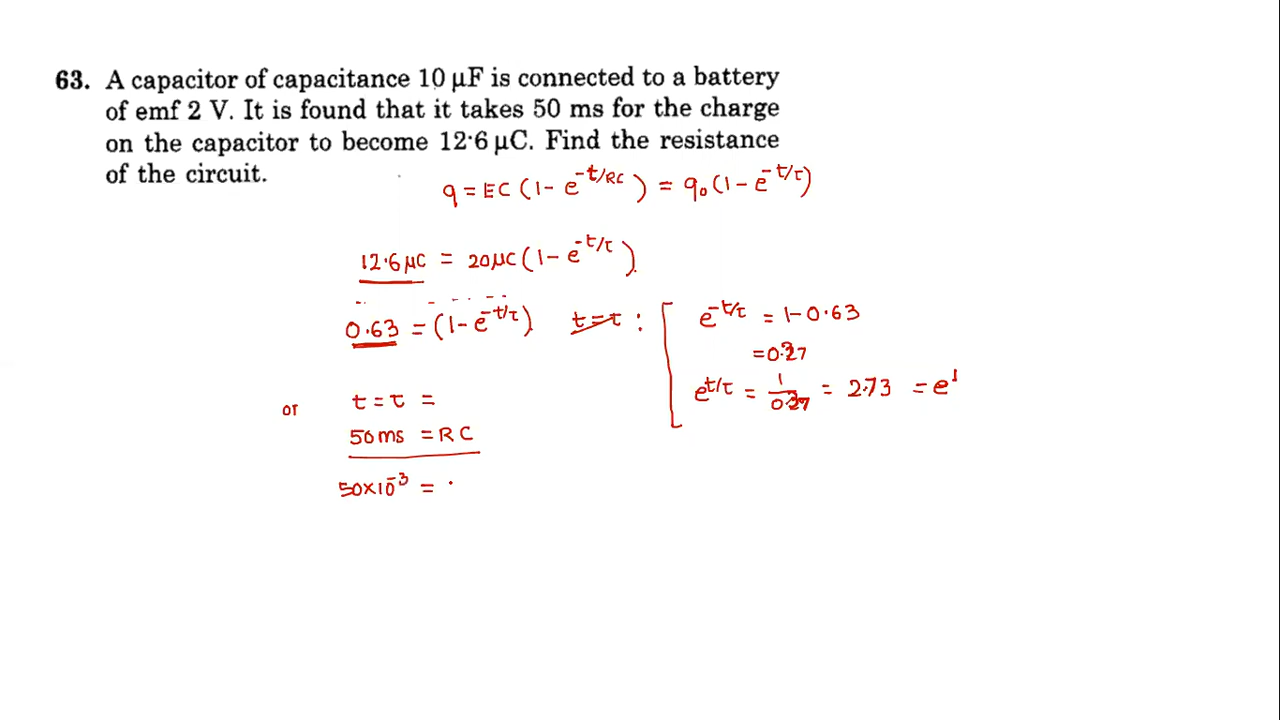 63. A capacitor of capacitance 10 μF is connected to a battery
of emf 2 V. It is found that it takes 50 ms for the charge
on the capacitor to become 12·6 μC. Find the resistance
of the circuit.
q = EC (1 - e^-t/RC) = q₀ (1 - e^-t/τ)
12.6 μC = 20 μC (1 - e^-t/τ)
0.63 = (1 - e^-t/τ) t = τ :
e^-t/τ = 1 - 0.63
= 0.37
e^t/τ = 1/0.37 = 2.73 = e^1
or t = τ =
50 ms = RC
50×10^-3 =